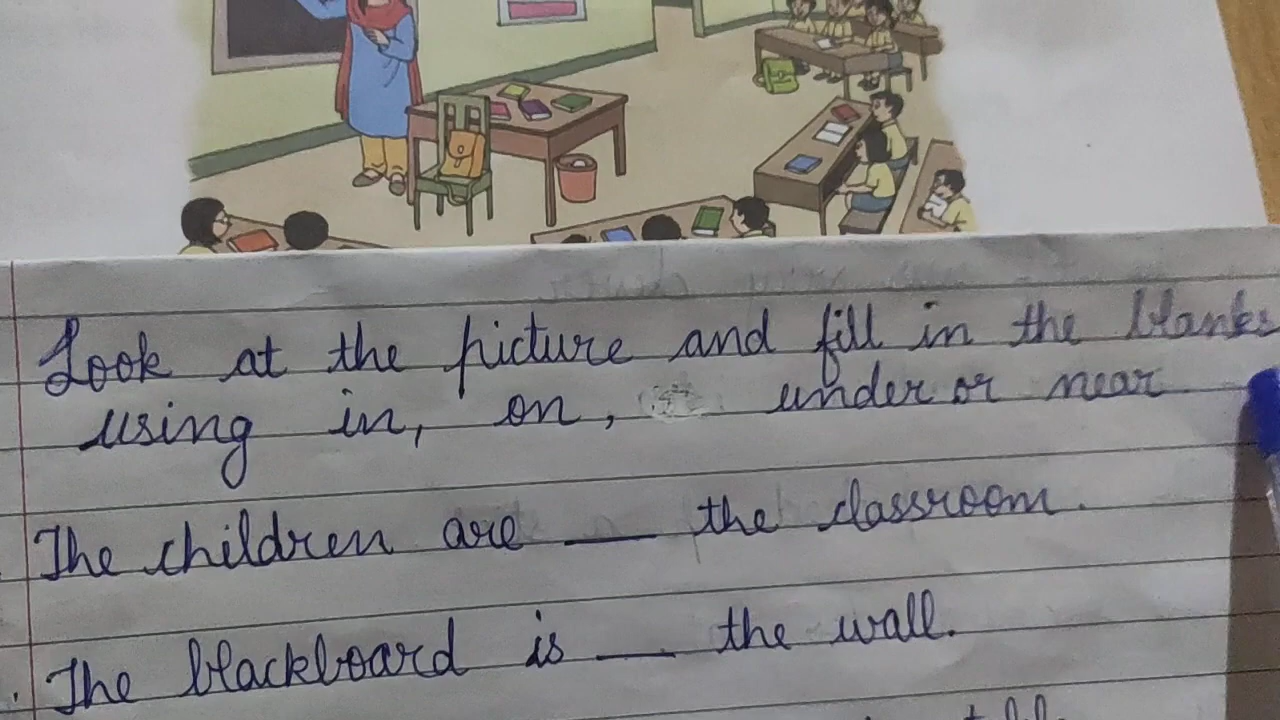 Look at the picture and fill in the blanks
using in, on, under or near
The children are ___ the classroom.
The blackboard is ___ the wall.